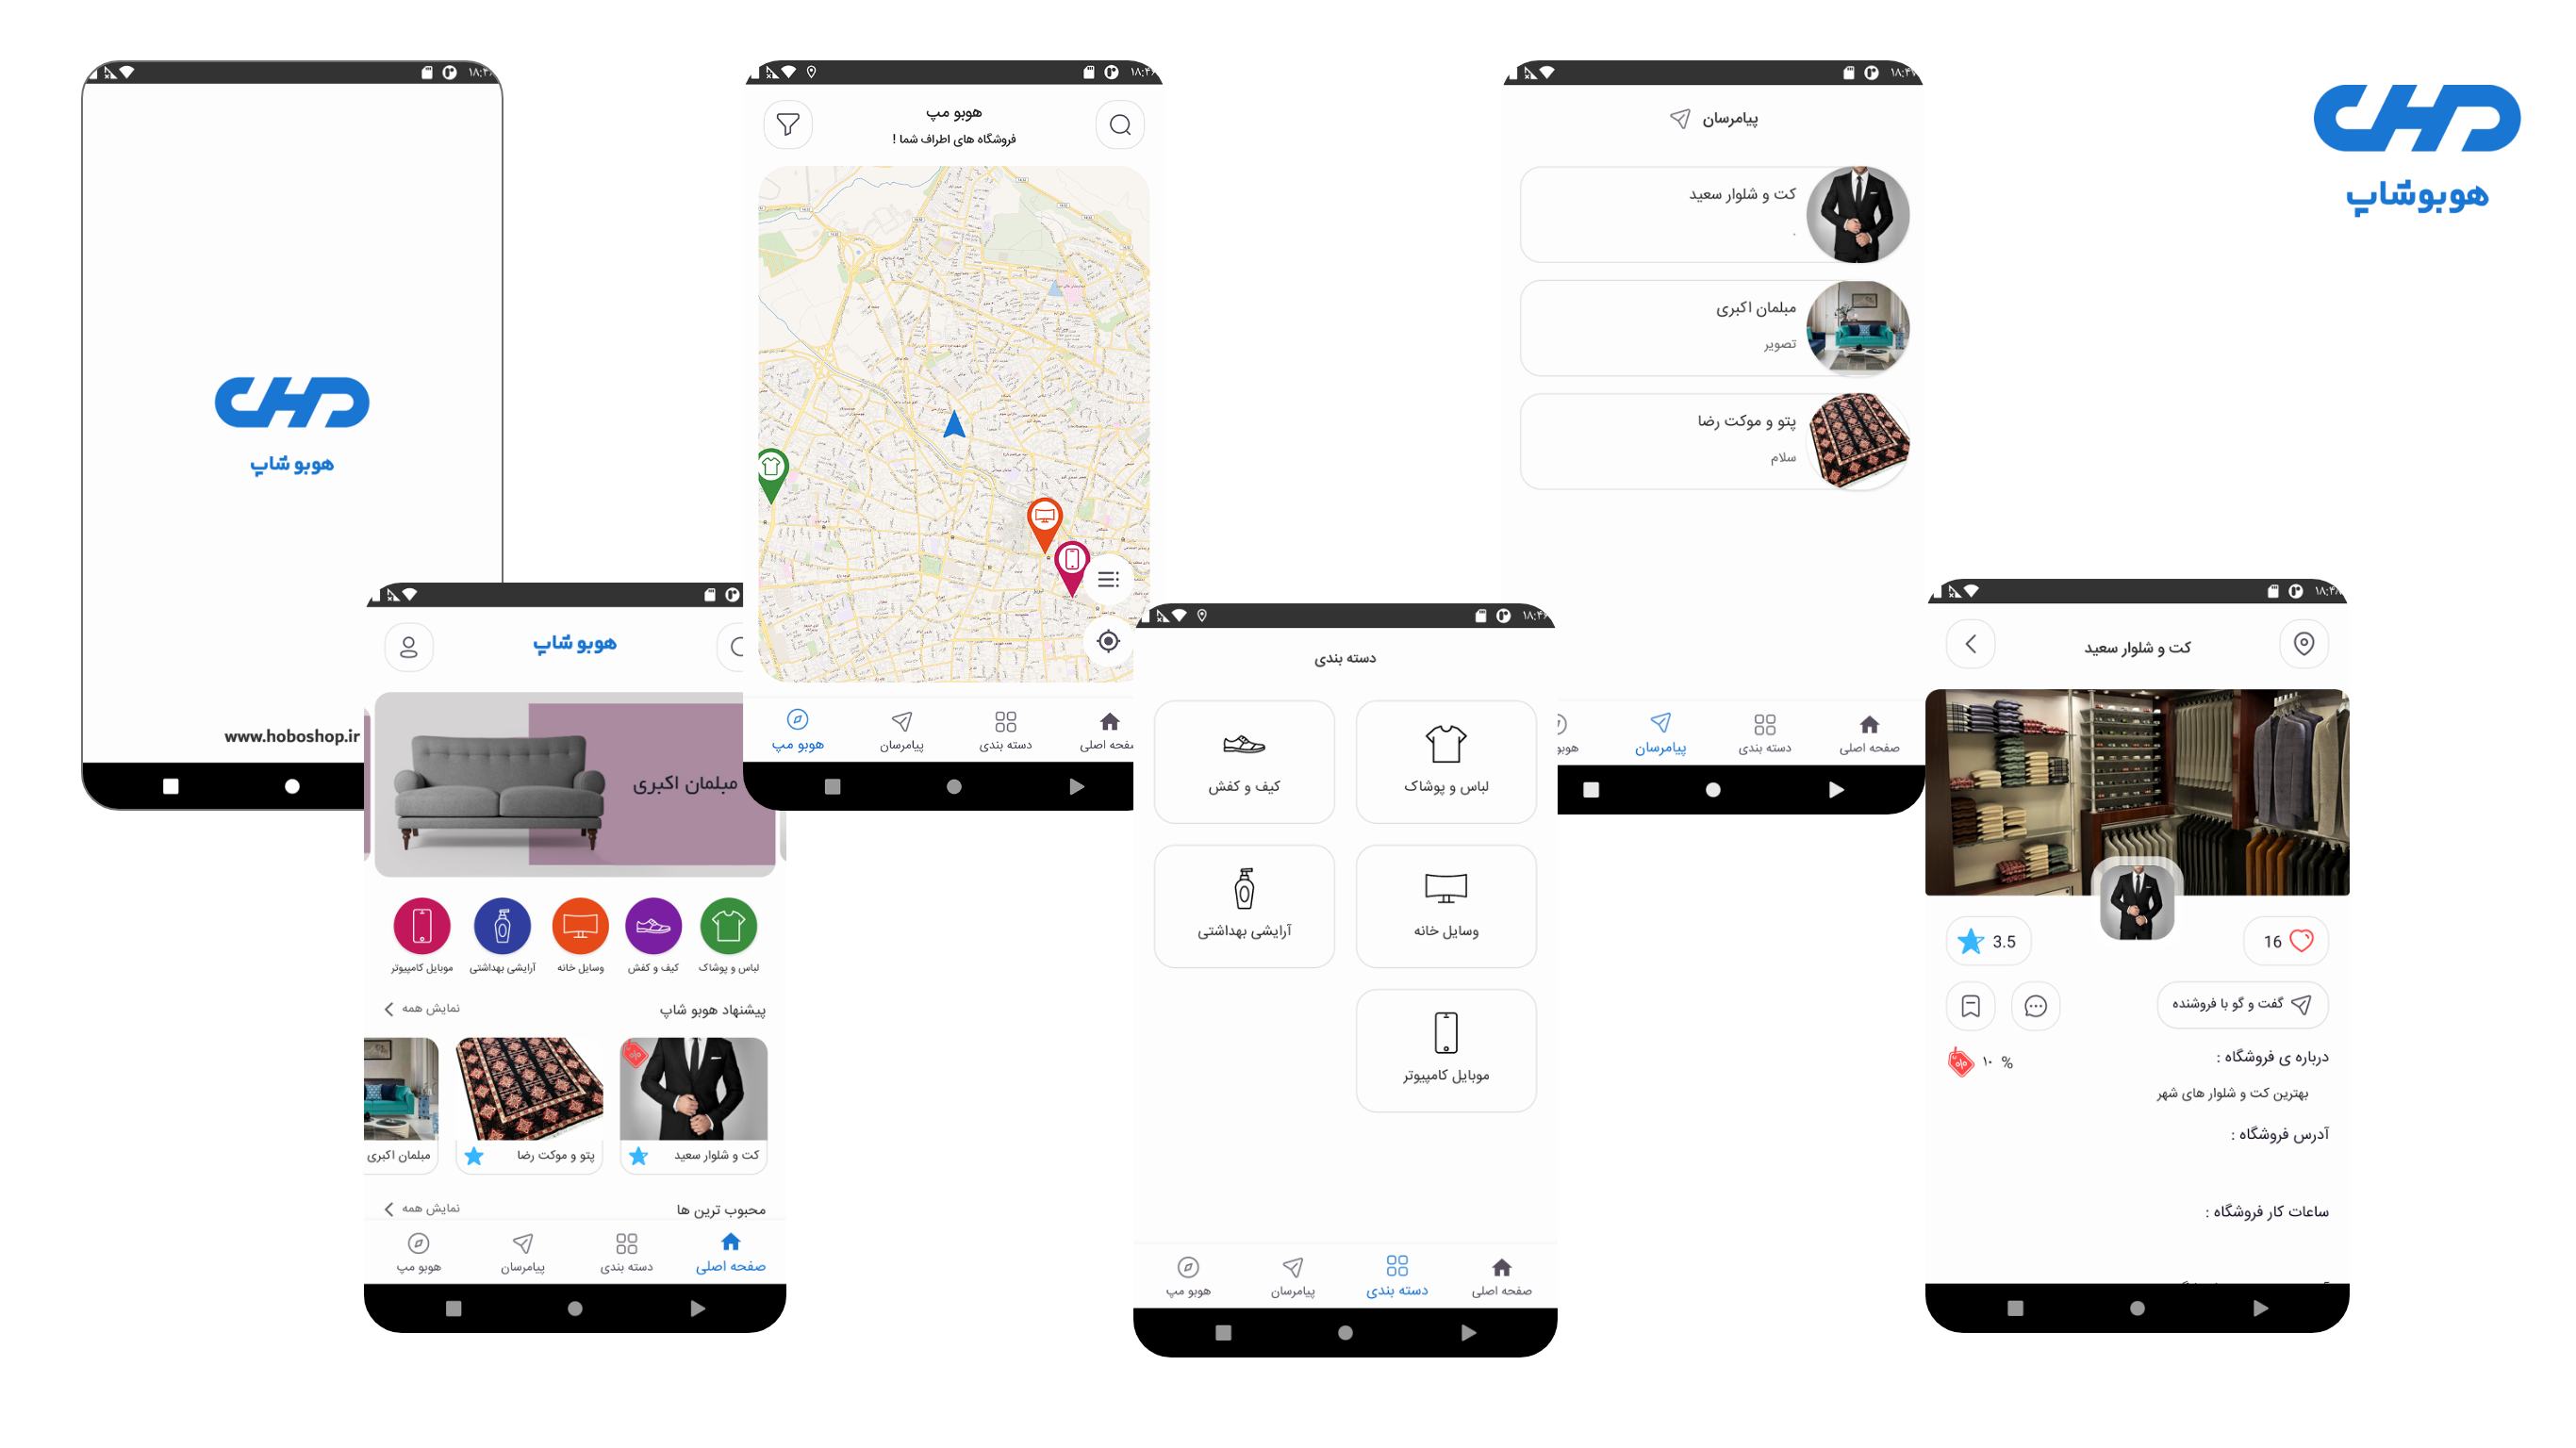 ۱۸:۴
هوبو شاپ
www.hoboshop.ir
هوبو شاپ
مبلمان اکبری
لباس و پوشاک
کیف و کفش
وسایل خانه
آرایشی بهداشتی
موبایل کامپیوتر
پیشنهاد هوبو شاپ
نمایش همه
کت و شلوار سعید
پتو و موکت رضا
مبلمان اکبری
محبوب ترین ها
نمایش همه
صفحه اصلی
دسته بندی
پیامرسان
هوبو مپ
۱۸:۴
هوبو مپ
فروشگاه های اطراف شما !
صفحه اصلی
دسته بندی
پیامرسان
هوبو مپ
۱۸:۴
دسته بندی
لباس و پوشاک
کیف و کفش
وسایل خانه
آرایشی بهداشتی
موبایل کامپیوتر
صفحه اصلی
دسته بندی
پیامرسان
هوبو مپ
۱۸:۴
پیامرسان
کت و شلوار سعید
.
مبلمان اکبری
تصویر
پتو و موکت رضا
سلام
صفحه اصلی
دسته بندی
پیامرسان
هوبو
۱۸:۴
کت و شلوار سعید
16
3.5
گفت و گو با فروشنده
درباره ی فروشگاه :
۱۰ %
بهترین کت و شلوار های شهر
آدرس فروشگاه :
ساعات کار فروشگاه :
هوبوشاپ